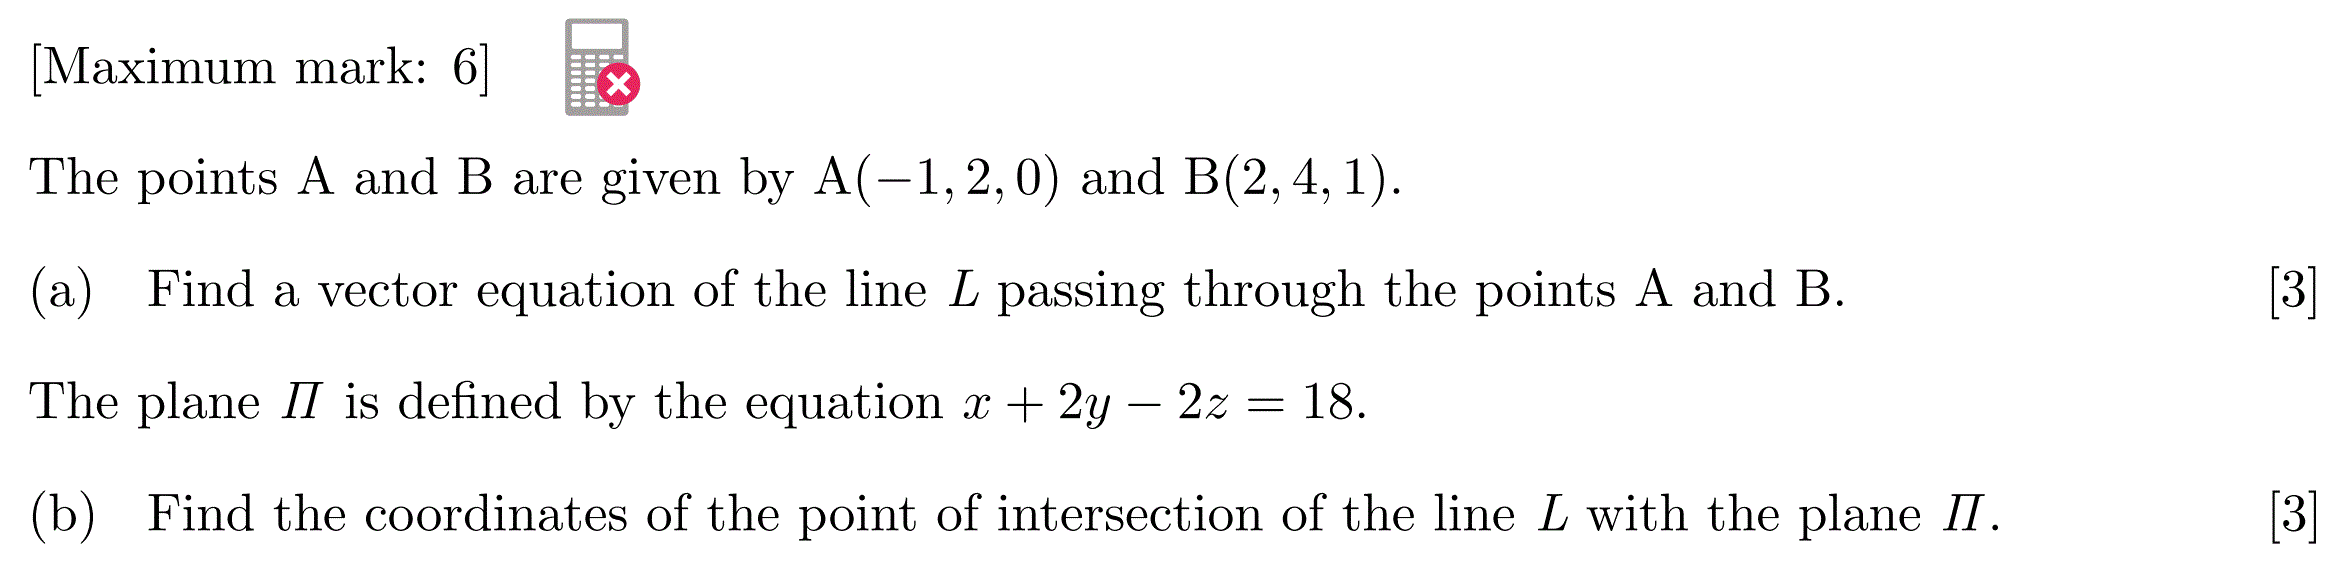 [Maximum mark: 6]
The points A and B are given by A(−1, 2, 0) and B(2, 4, 1).
(a) Find a vector equation of the line L passing through the points A and B. [3]
The plane Π is defined by the equation x + 2y − 2z = 18.
(b) Find the coordinates of the point of intersection of the line L with the plane Π. [3]